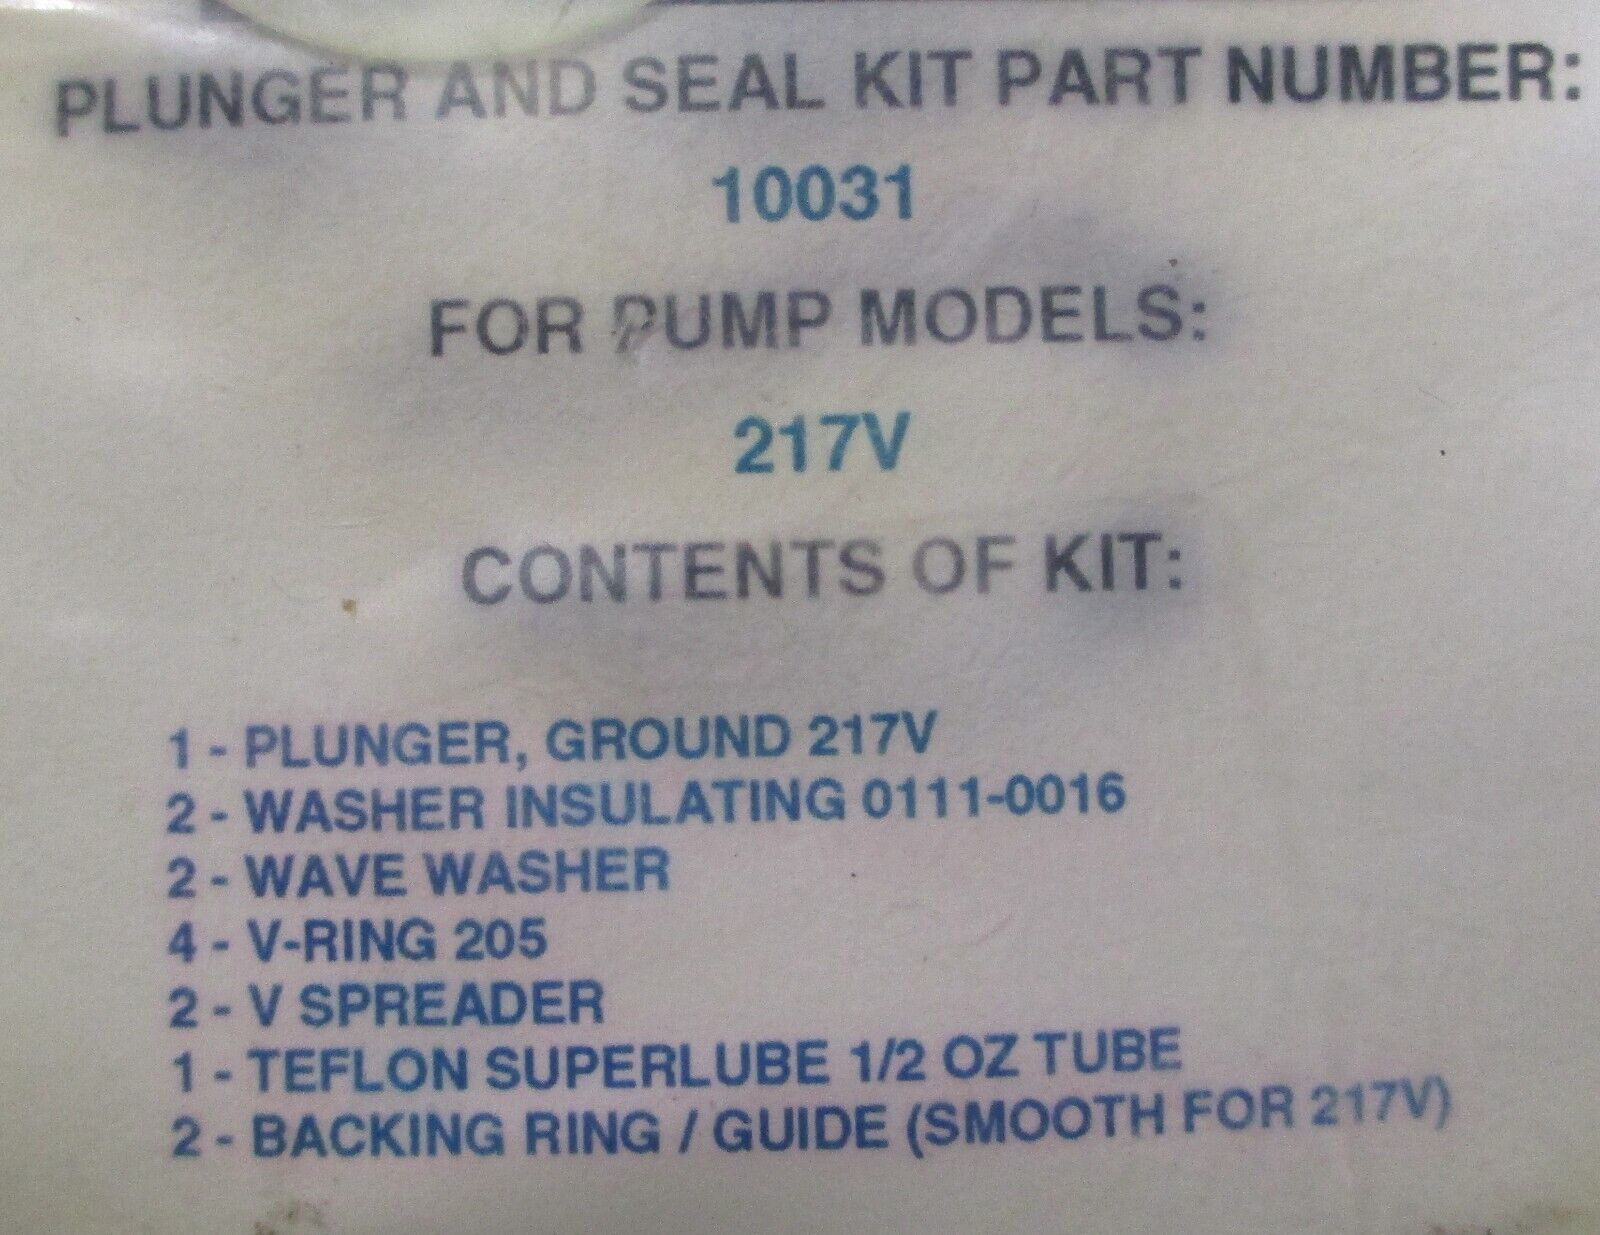 PLUNGER AND SEAL KIT PART NUMBER:
10031
FOR PUMP MODELS:
217V
CONTENTS OF KIT:
1 - PLUNGER, GROUND 217V
2 - WASHER INSULATING 0111-0016
2 - WAVE WASHER
4 - V-RING 205
2 - V SPREADER
1 - TEFLON SUPERLUBE 1/2 OZ TUBE
2 - BACKING RING / GUIDE (SMOOTH FOR 217V)